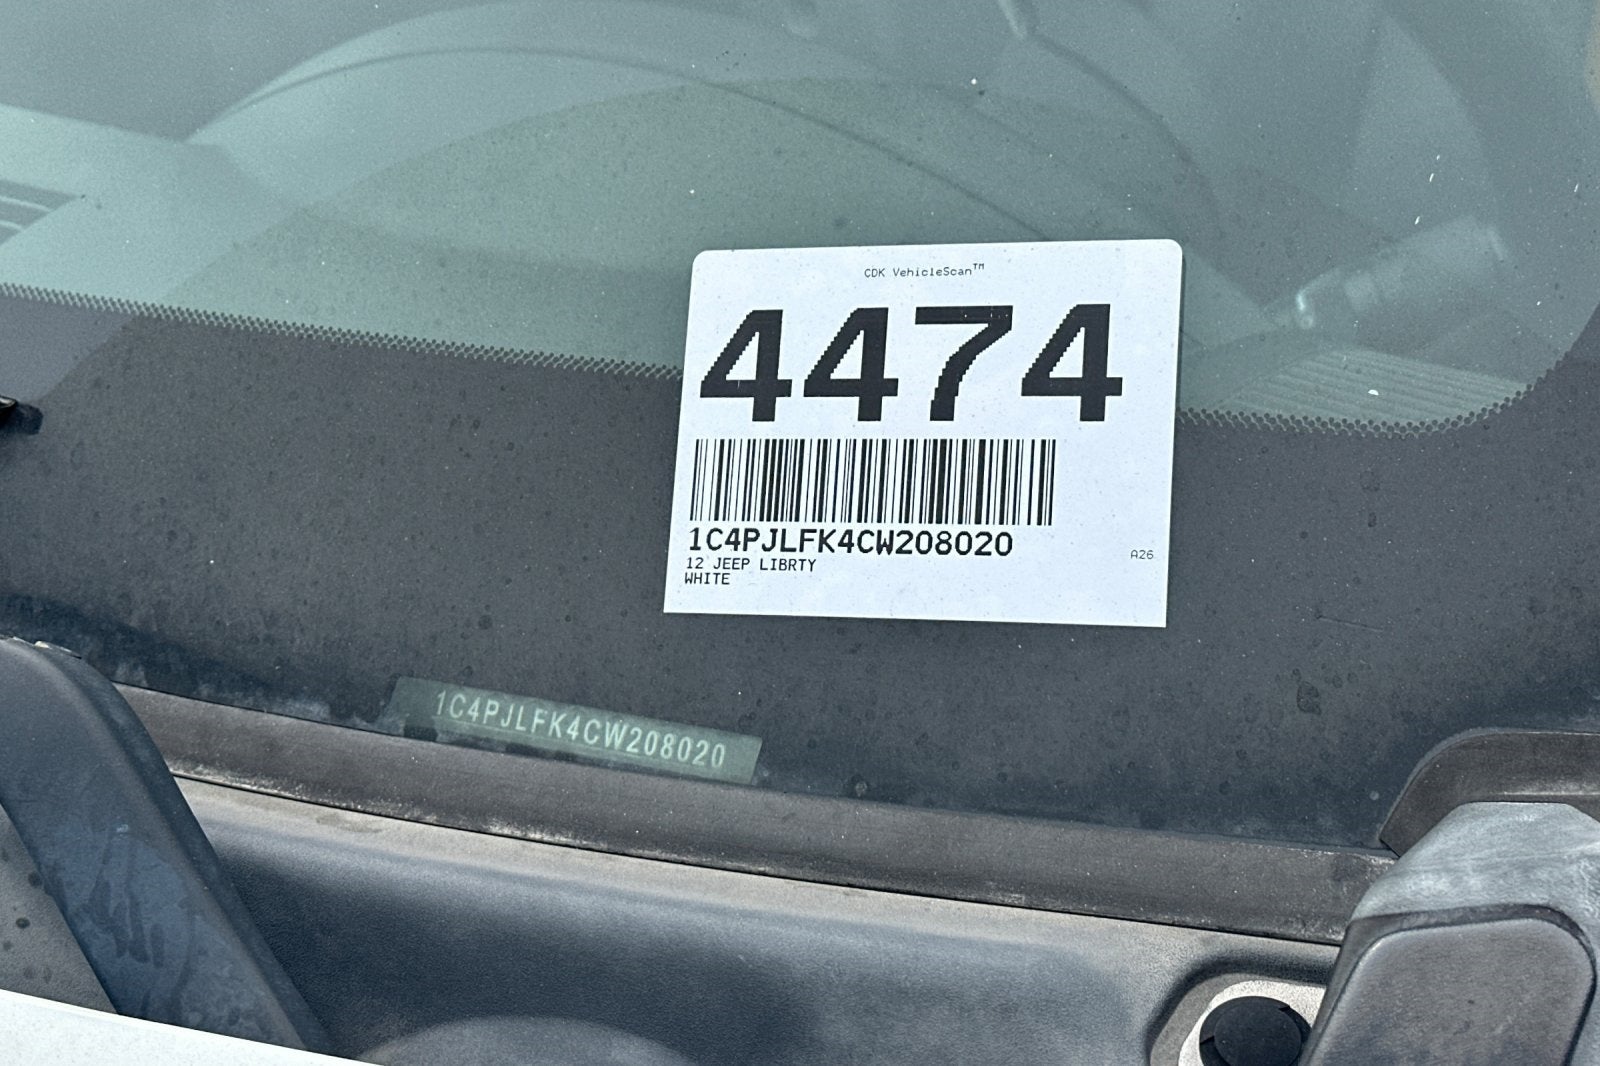 CDK VehicleScan™
4474
1C4PJLFK4CW208020
12 JEEP LIBRTY
WHITE
A26
1C4PJLFK4CW208020